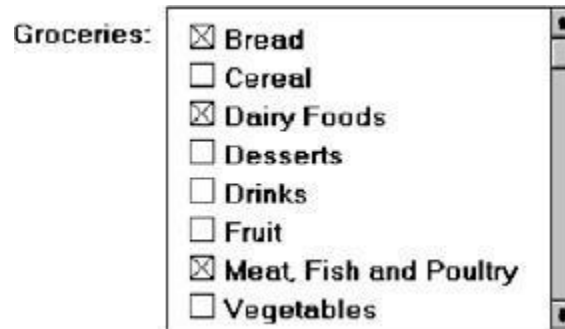 Groceries:
Bread
Cereal
Dairy Foods
Desserts
Drinks
Fruit
Meat, Fish and Poultry
Vegetables